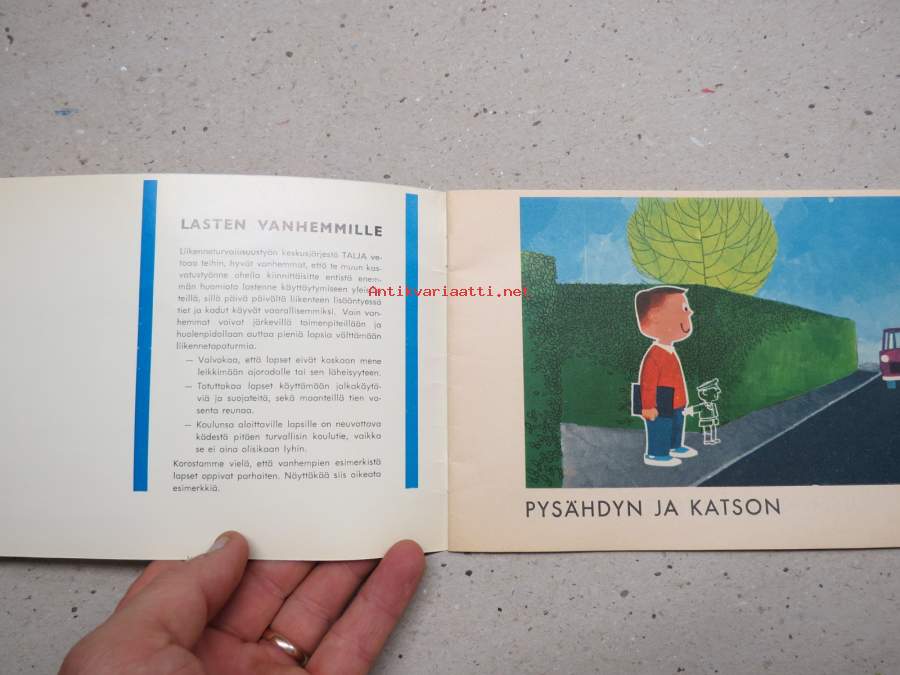 LASTEN VANHEMMILLE
Liikenneturvallisuustyön keskusjärjestö TALJA ve-
toaa teihin, hyvät vanhemmat, että te muun kas-
vatustyönne ohella kiinnittäisitte entistä enem-
män huomiota lastenne käyttäytymiseen yleisillä
teillä, sillä päivä päivältä liikenteen lisääntyessä
tiet ja kadut käyvät vaarallisemmiksi. Vain van-
hemmat voivat järkevillä toimenpiteillään ja
huolenpidollaan auttaa pieniä lapsia välttämään
liikennetapaturmia.
— Valvokaa, että lapset eivät koskaan mene
leikkimään ajoradalle tai sen läheisyyteen.
— Totuttakaa lapset käyttämään jalkakäytä-
viä ja suojateitä, sekä maanteillä tien va-
senta reunaa.
— Koulunsa aloittaville lapsille on neuvottava
kädestä pitäen turvallisin koulutie, vaikka
se ei aina olisikaan lyhin.
Korostamme vielä, että vanhempien esimerkistä
lapset oppivat parhaiten. Näyttäkää siis oikeata
esimerkkiä.
Antikvariaatti.net
PYSÄHDYN JA KATSON